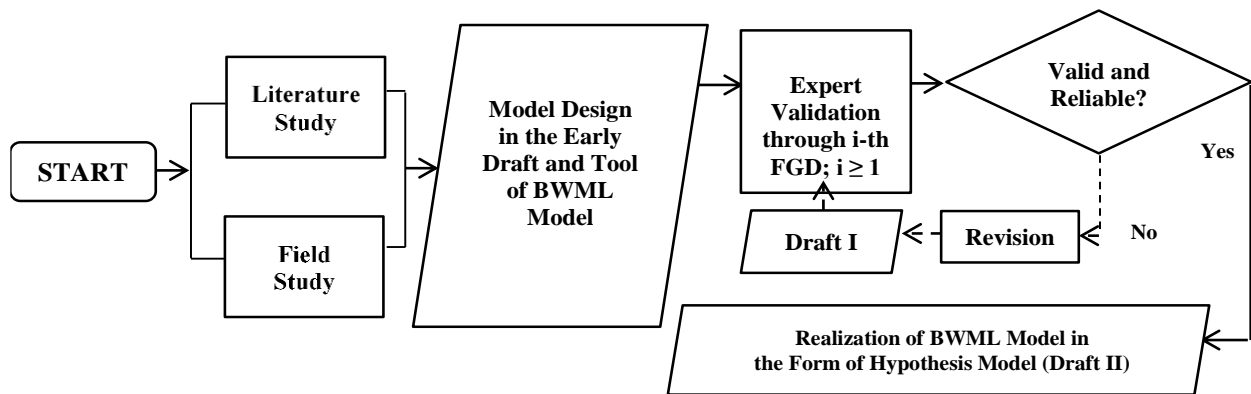 START
Literature
Study
Field
Study
Model Design
in the Early
Draft and Tool
of BWML
Model
Expert
Validation
through i-th
FGD; i ≥ 1
Valid and
Reliable?
Yes
No
Revision
Draft I
Realization of BWML Model in
the Form of Hypothesis Model (Draft II)